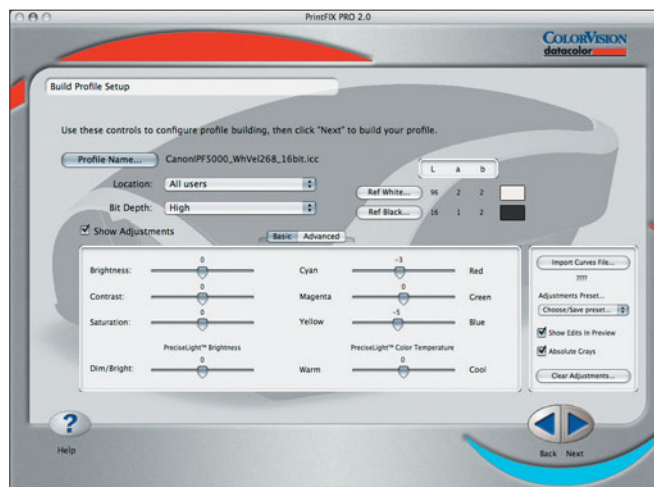 PrintFIX PRO 2.0
COLORVISION
datacolor
Build Profile Setup
Use these controls to configure profile building, then click "Next" to build your profile.
Profile Name... CanonIPF5000_WhVel268_16bit.icc
L a b
Location: All users
Ref White... 96 2 2
Bit Depth: High
Ref Black... 16 1 2
Show Adjustments
Basic Advanced
0 -3
Brightness: Cyan Red
0 0
Contrast: Magenta Green
0 -5
Saturation: Yellow Blue
PreciseLight™ Brightness PreciseLight™ Color Temperature
0 0
Dim/Bright: Warm Cool
Import Curves File...
????
Adjustments Preset...
Choose/Save preset...
Show Edits In Preview
Absolute Grays
Clear Adjustments...
?
Help
Back Next